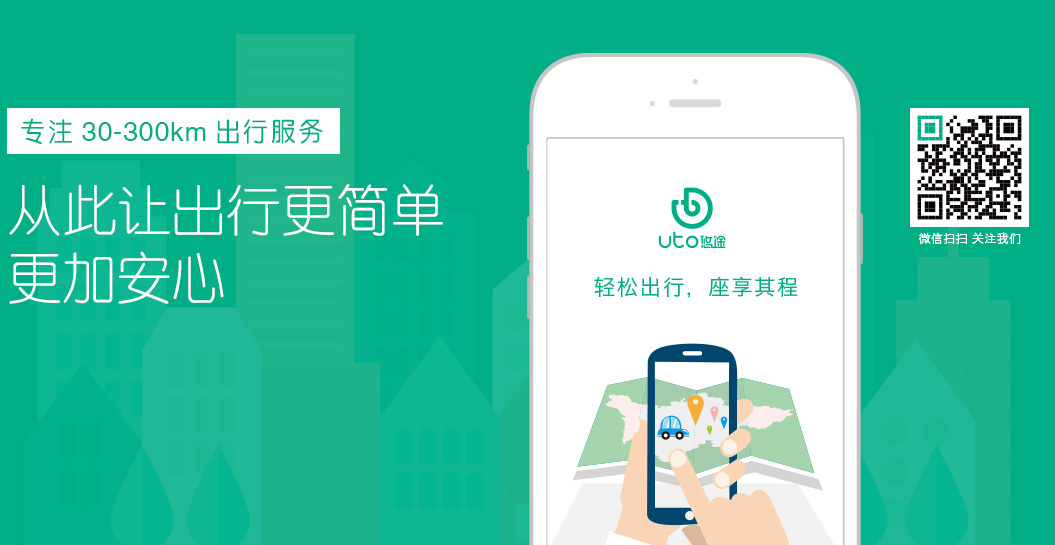 专注 30-300km 出行服务
从此让出行更简单
更加安心
uto悠途
轻松出行，座享其程
微信扫扫 关注我们